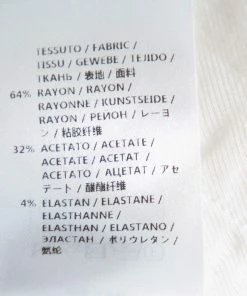 TESSUTO / FABRIC /
TISSU / GEWEBE / TEJIDO /
ТКАНЬ / 表地 / 面料
64% RAYON / RAYON /
RAYONNE / KUNSTSEIDE /
RAYON / РЕИОН / レーヨ
ン / 粘胶纤维
32% ACETATO / ACETATE /
ACETATE / ACETAT /
ACETATO / АЦЕТАТ / アセ
テート / 醋酯纤维
4% ELASTAN / ELASTANE /
ELASTHANNE /
ELASTHAN / ELASTANO /
ЭЛАСТАН / ポリウレタン /
氨纶